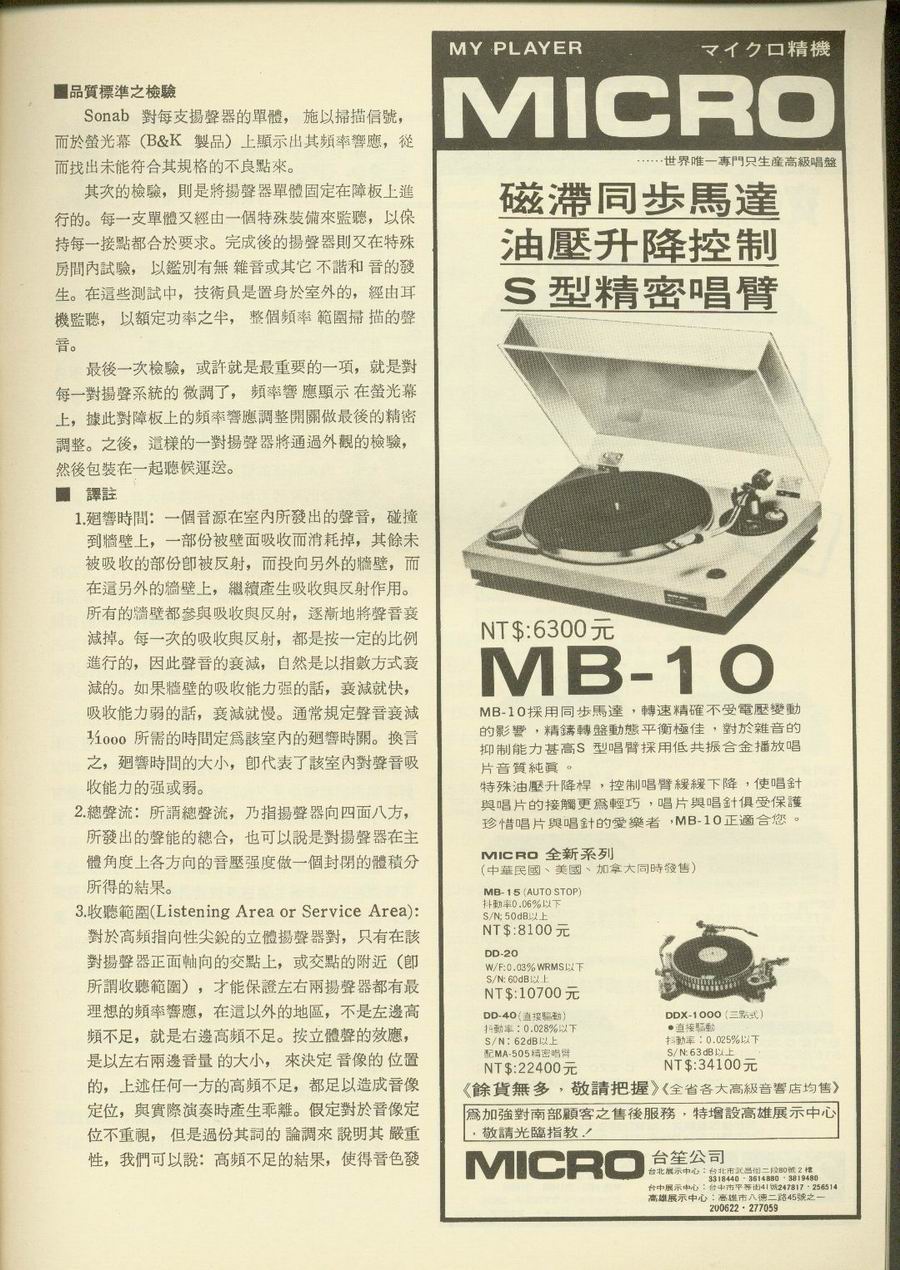 ■品質標準之檢驗
Sonab 對每支揚聲器的單體，施以掃描信號，
而於螢光幕（B&K 製品）上顯示出其頻率響應，從
而找出未能符合其規格的不良點來。
其次的檢驗，則是將揚聲器單體固定在障板上進
行的。每一支單體又經由一個特殊裝備來監聽，以保
持每一接點都合於要求。完成後的揚聲器則又在特殊
房間內試驗，以鑑別有無雜音或其它不諧和音的發
生。在這些測試中，技術員是置身於室外的，經由耳
機監聽，以額定功率之半，整個頻率範圍掃描的聲
音。
最後一次檢驗，或許就是最重要的一項，就是對
每一對揚聲系統的微調了，頻率響應顯示在螢光幕
上，據此對障板上的頻率響應調整開關做最後的精密
調整。之後，這樣的一對揚聲器將通過外觀的檢驗，
然後包裝在一起聽候運送。
■ 譯註
1.廻響時間：一個音源在室內所發出的聲音，碰撞
到牆壁上，一部份被壁面吸收而消耗掉，其餘未
被吸收的部份卽被反射，而投向另外的牆壁，而
在這另外的牆壁上，繼續產生吸收與反射作用。
所有的牆壁都參與吸收與反射，逐漸地將聲音衰
減掉。每一次的吸收與反射，都是按一定的比例
進行的，因此聲音的衰減，自然是以指數方式衰
減的。如果牆壁的吸收能力强的話，衰減就快，
吸收能力弱的話，衰減就慢。通常規定聲音衰減
1/1000 所需的時間定爲該室內的廻響時間。換言
之，廻響時間的大小，卽代表了該室內對聲音吸
收能力的强或弱。
2.總聲流：所謂總聲流，乃指揚聲器向四面八方，
所發出的聲能的總合，也可以說是對揚聲器在主
體角度上各方向的音壓强度做一個封閉的體積分
所得的結果。
3.收聽範圍(Listening Area or Service Area)：
對於高頻指向性尖銳的立體揚聲器對，只有在該
對揚聲器正面軸向的交點上，或交點的附近（卽
所謂收聽範圍），才能保證左右兩揚聲器都有最
理想的頻率響應，在這以外的地區，不是左邊高
頻不足，就是右邊高頻不足。按立體聲的效應，
是以左右兩邊音量的大小，來決定音像的位置
的，上述任何一方的高頻不足，都足以造成音像
定位，與實際演奏時產生乖離。假定對於音像定
位不重視，但是過份其詞的論調來說明其嚴重
性，我們可以說：高頻不足的結果，使得音色發
MY PLAYER マイクロ精機
MICRO
……世界唯一專門只生産高級唱盤
磁滯同步馬達
油壓升降控制
S型精密唱臂
NT$:6300元
MB-10
MB-10採用同步馬達，轉速精確不受電壓變動
的影響，精鑄轉盤動態平衡極佳，對於雜音的
抑制能力甚高S 型唱臂採用低共振合金播放唱
片音質純眞。
特殊油壓升降桿，控制唱臂緩緩下降，使唱針
與唱片的接觸更爲輕巧，唱片與唱針俱受保護
珍惜唱片與唱針的愛樂者，MB-10正適合您。
MICRO 全新系列
(中華民國、美國、加拿大同時發售)
MB-15 (AUTO STOP)
抖動率0.06%以下
S/N; 50dB以上
NT$:8100元
DD-20
W/F:0.03% WRMS以下
S/N: 60dB以上
NT$:10700元
DD-40 (直接驅動)
抖動率：0.028%以下
S/N：62dB以上
配MA-505精密唱臂
NT$:22400元
DDX-1000 (三點式)
●直接驅動
抖動率：0.025%以下
S/N:63dB以上
NT$:34100元
《餘貨無多，敬請把握》《全省各大高級音響店均售》
爲加強對南部顧客之售後服務，特增設高雄展示中心
，敬請光臨指教！
MICRO 台笙公司
台北展示中心：台北市武昌街二段80號2樓
3318440・3614880・3819480
台中展示中心：台中市平等街41號247817・256514
高雄展示中心：高雄市八德二路45號之一
200622・277059